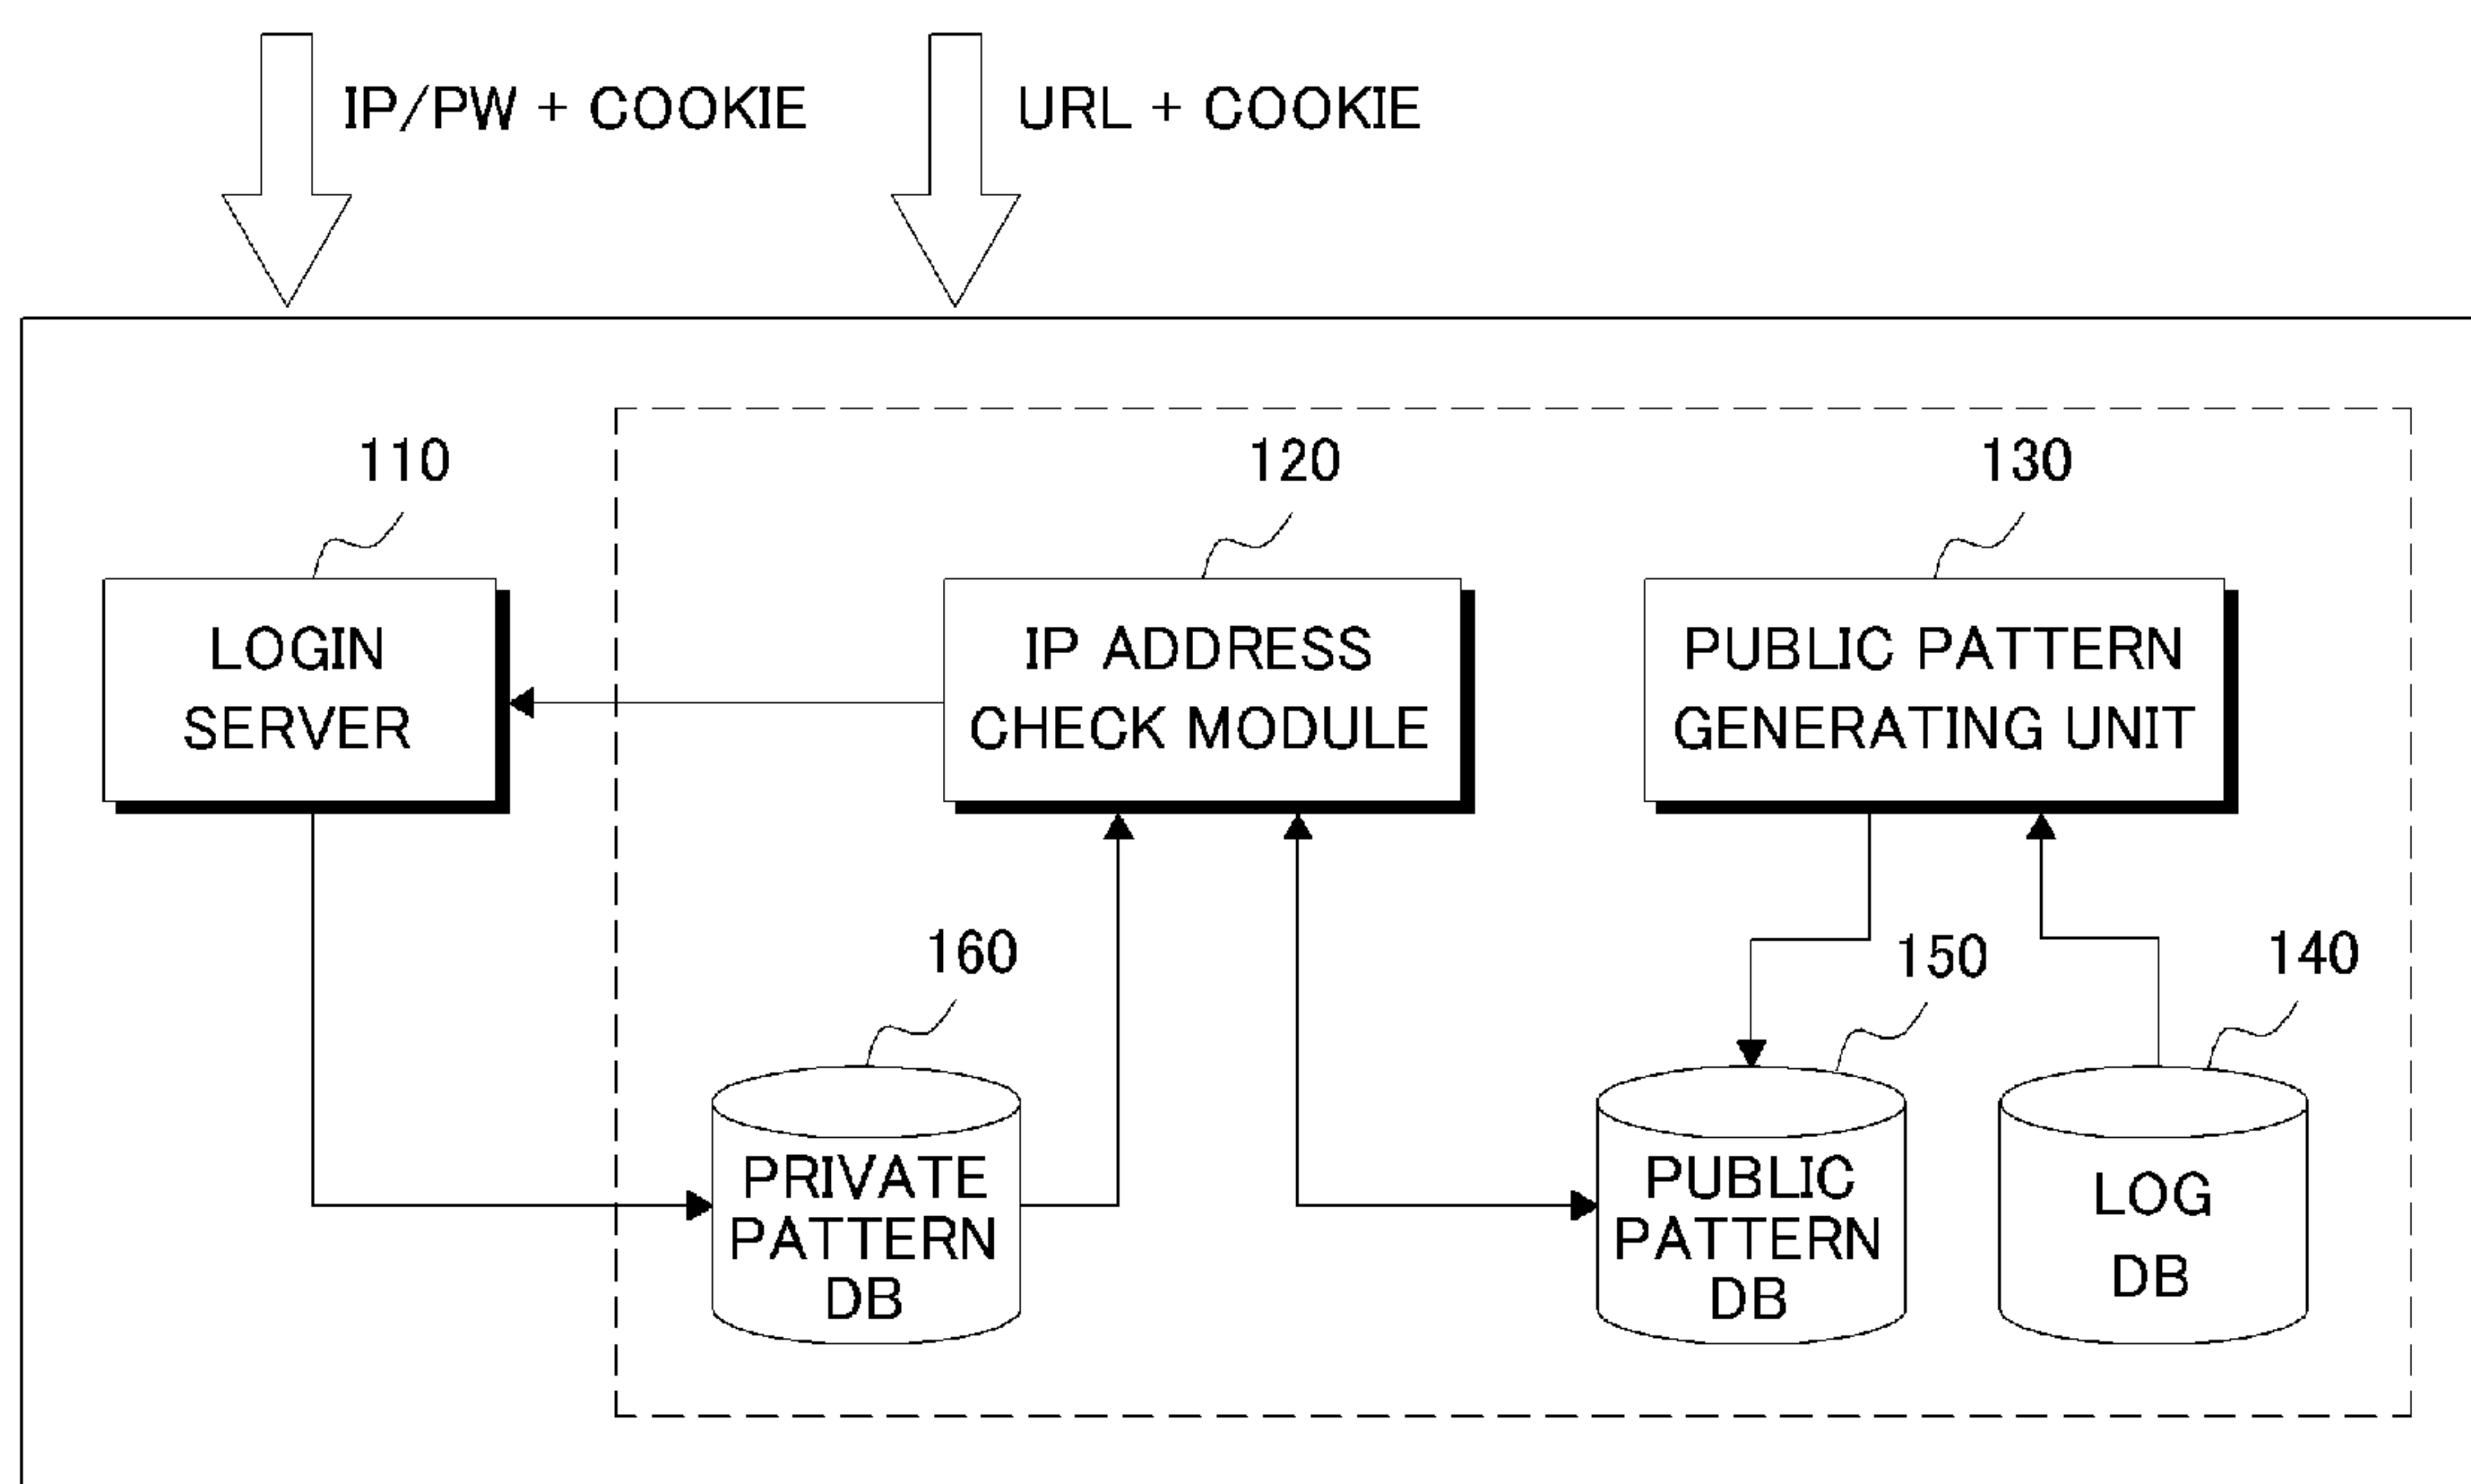 IP/PW + COOKIE
URL + COOKIE
110
120
130
LOGIN
SERVER
IP ADDRESS
CHECK MODULE
PUBLIC PATTERN
GENERATING UNIT
160
150
140
PRIVATE
PATTERN
DB
PUBLIC
PATTERN
DB
LOG
DB